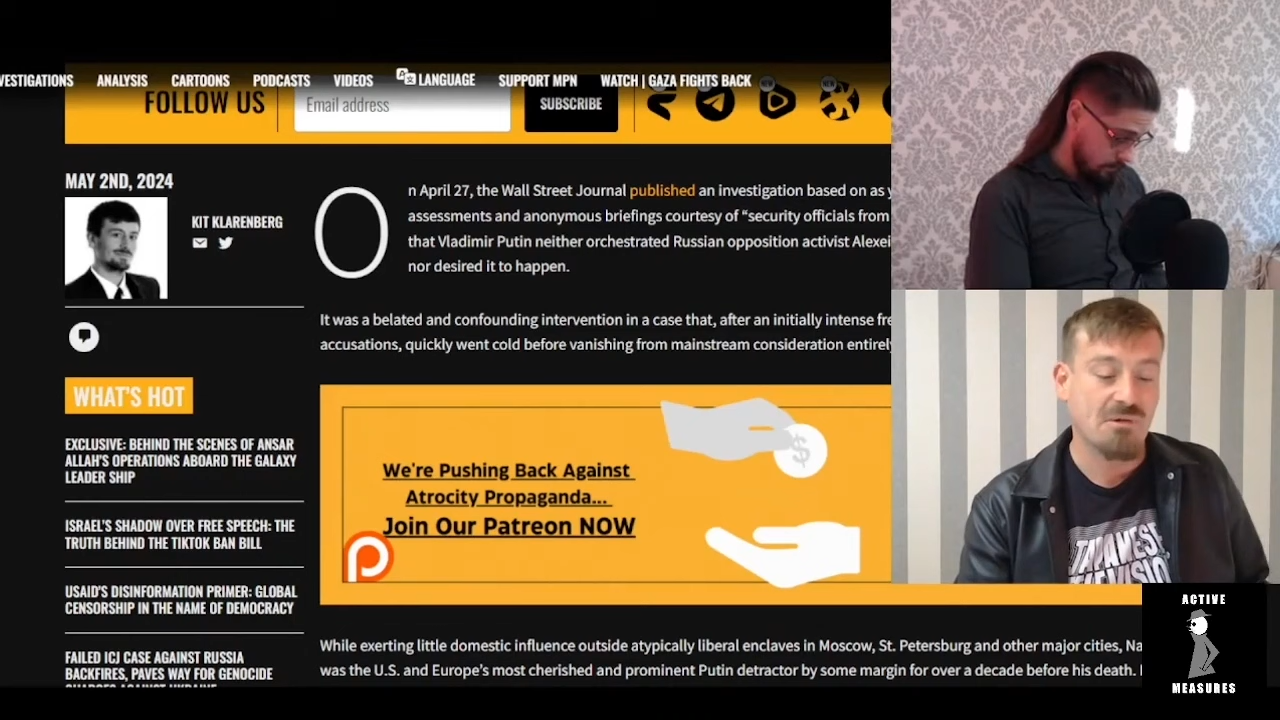 VESTIGATIONS ANALYSIS CARTOONS PODCASTS VIDEOS LANGUAGE SUPPORT MPN WATCH | GAZA FIGHTS BACK
FOLLOW US Email address SUBSCRIBE
MAY 2ND, 2024
KIT KLARENBERG
On April 27, the Wall Street Journal published an investigation based on as
assessments and anonymous briefings courtesy of “security officials from
that Vladimir Putin neither orchestrated Russian opposition activist Alexei
nor desired it to happen.
It was a belated and confounding intervention in a case that, after an initially intense
accusations, quickly went cold before vanishing from mainstream consideration entirely
WHAT'S HOT
EXCLUSIVE: BEHIND THE SCENES OF ANSAR
ALLAH'S OPERATIONS ABOARD THE GALAXY
LEADER SHIP
ISRAEL'S SHADOW OVER FREE SPEECH: THE
TRUTH BEHIND THE TIKTOK BAN BILL
USAID'S DISINFORMATION PRIMER: GLOBAL
CENSORSHIP IN THE NAME OF DEMOCRACY
FAILED ICJ CASE AGAINST RUSSIA
BACKFIRES, PAVES WAY FOR GENOCIDE
We're Pushing Back Against
Atrocity Propaganda...
Join Our Patreon NOW
$
While exerting little domestic influence outside atypically liberal enclaves in Moscow, St. Petersburg and other major cities, Na
was the U.S. and Europe's most cherished and prominent Putin detractor by some margin for over a decade before his death.
ACTIVE
MEASURES